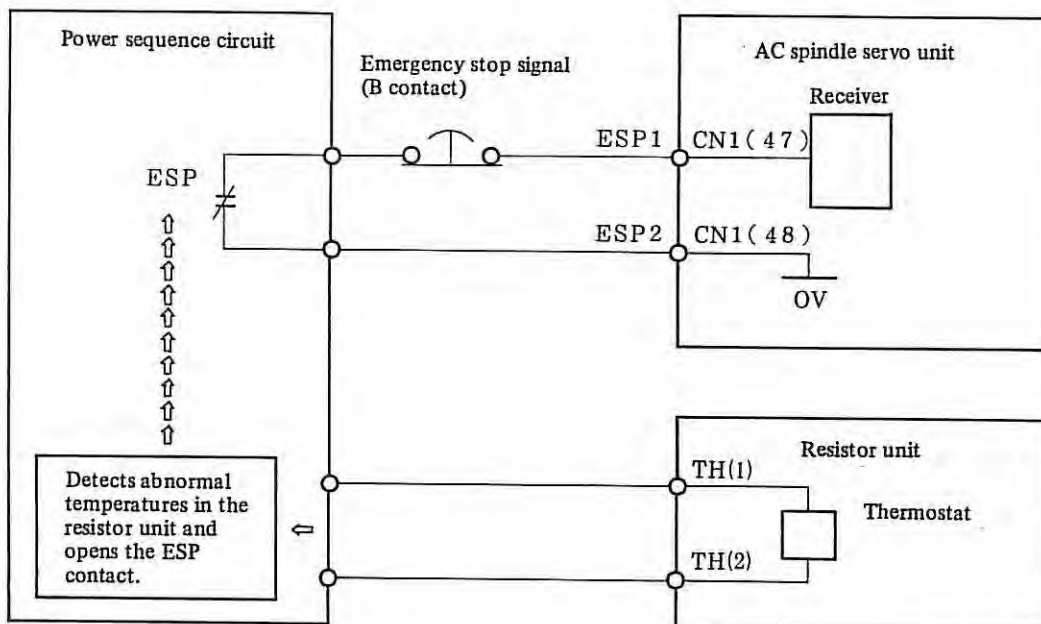 Power sequence circuit
Emergency stop signal
(B contact)
AC spindle servo unit
Receiver
ESP1
CN1(47)
ESP
ESP2
CN1(48)
OV
Detects abnormal
temperatures in the
resistor unit and
opens the ESP
contact.
Resistor unit
TH(1)
Thermostat
TH(2)